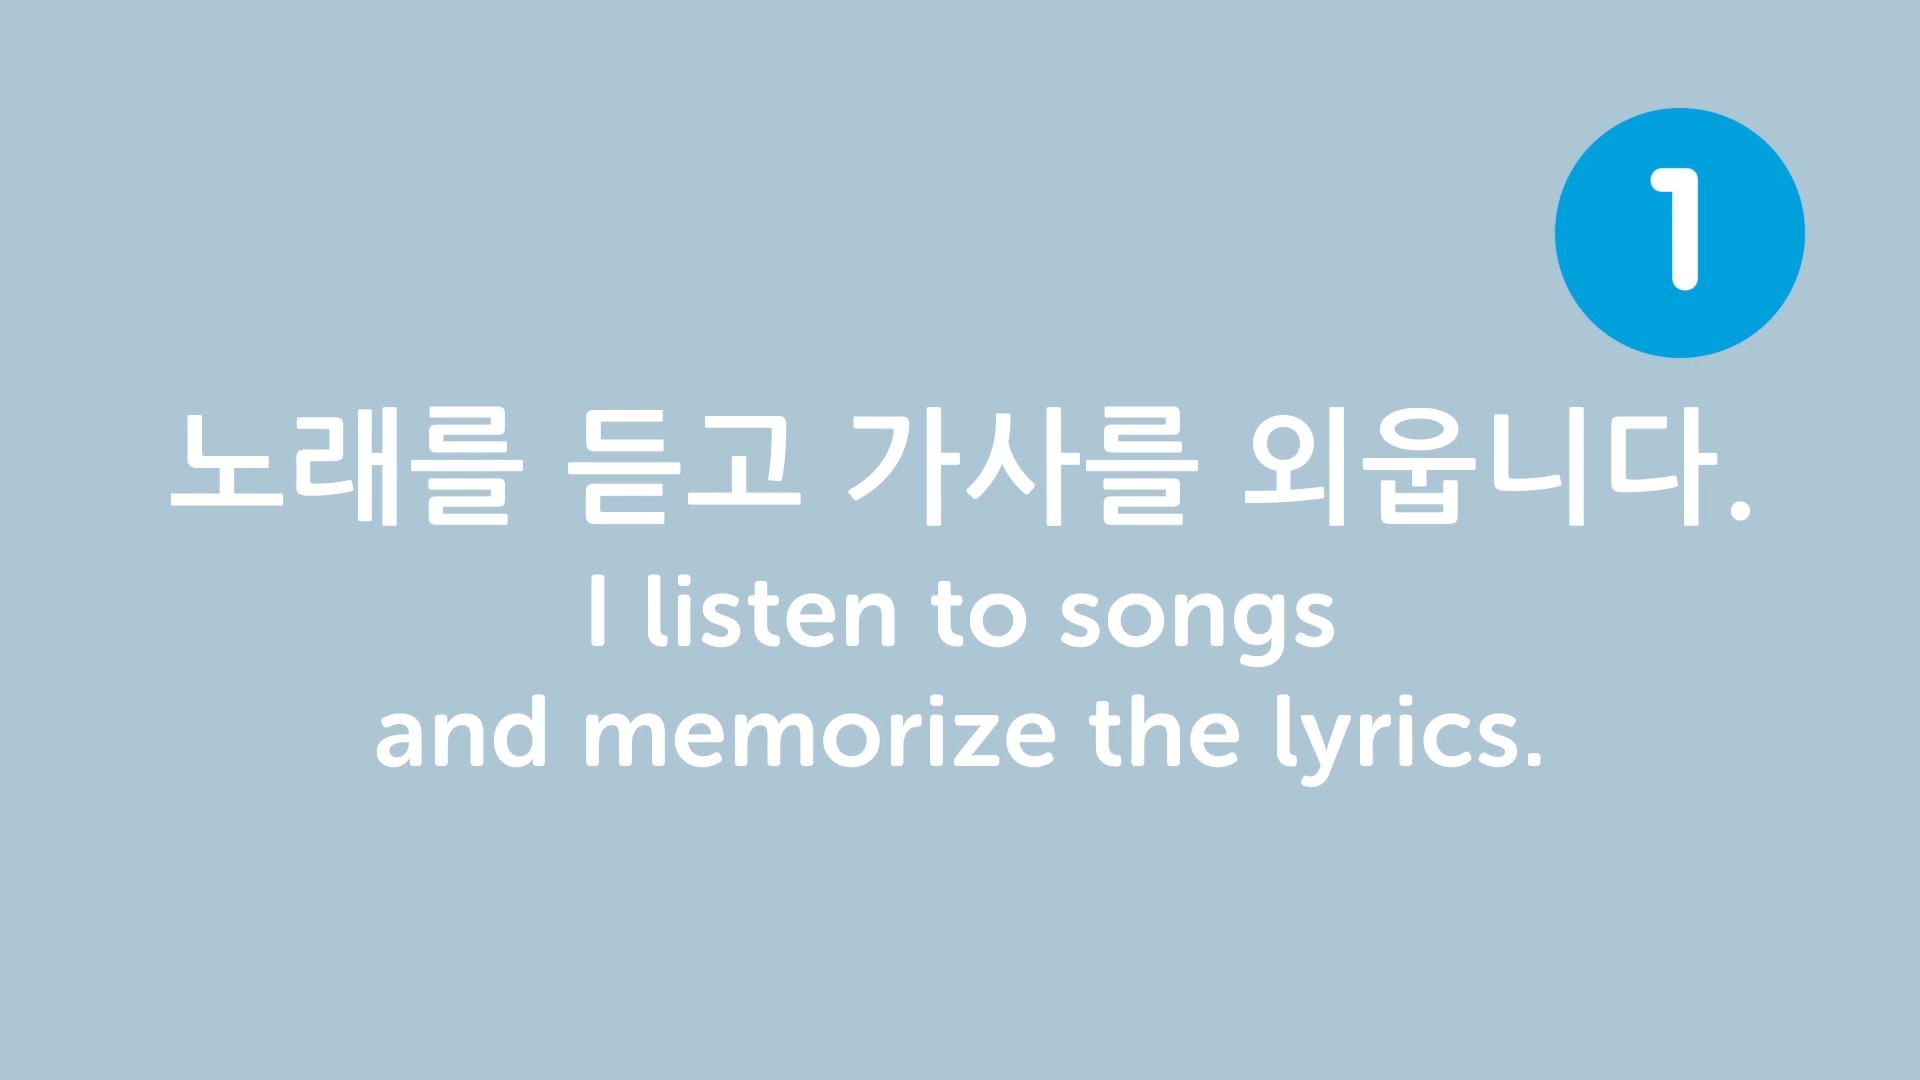 1
노래를 듣고 가사를 외웁니다.
I listen to songs
and memorize the lyrics.